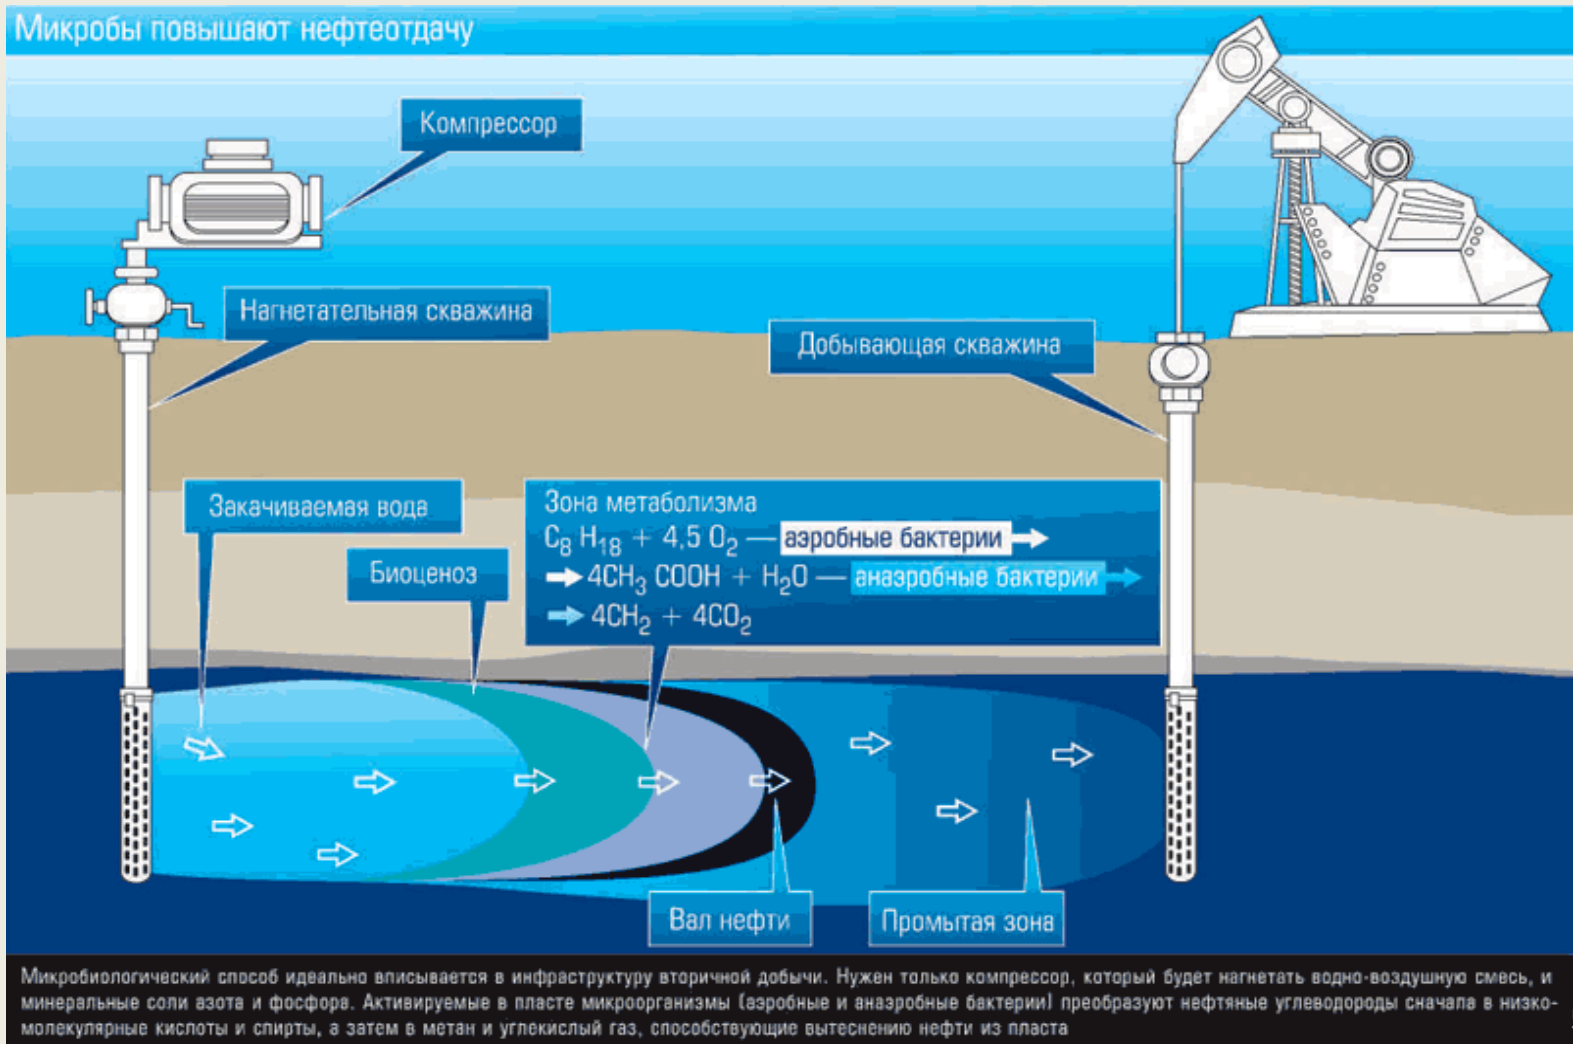 Микробы повышают нефтеотдачу
Компрессор
Нагнетательная скважина
Добывающая скважина
Закачиваемая вода
Биоценоз
Зона метаболизма
C₈ H₁₈ + 4,5 O₂ — аэробные бактерии ➡
➡ 4CH₃ COOH + H₂O — анаэробные бактерии ➡
➡ 4CH₂ + 4CO₂
Вал нефти
Промытая зона
Микробиологический способ идеально вписывается в инфраструктуру вторичной добычи. Нужен только компрессор, который будет нагнетать водно-воздушную смесь, и
минеральные соли азота и фосфора. Активируемые в пласте микроорганизмы (аэробные и анаэробные бактерии) преобразуют нефтяные углеводороды сначала в низко-
молекулярные кислоты и спирты, а затем в метан и углекислый газ, способствующие вытеснению нефти из пласта